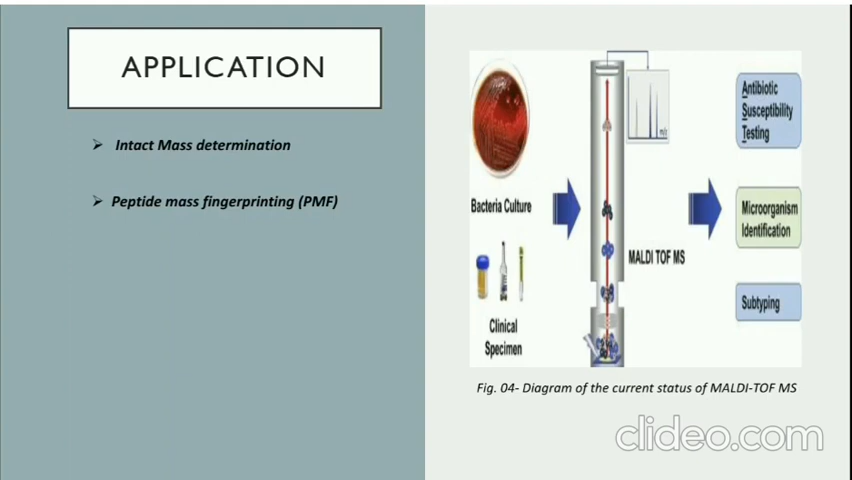 APPLICATION
➢ Intact Mass determination
➢ Peptide mass fingerprinting (PMF)
Bacteria Culture
Clinical
Specimen
m/z
MALDI TOF MS
Antibiotic
Susceptibility
Testing
Microorganism
Identification
Subtyping
Fig. 04- Diagram of the current status of MALDI-TOF MS
clideo.com